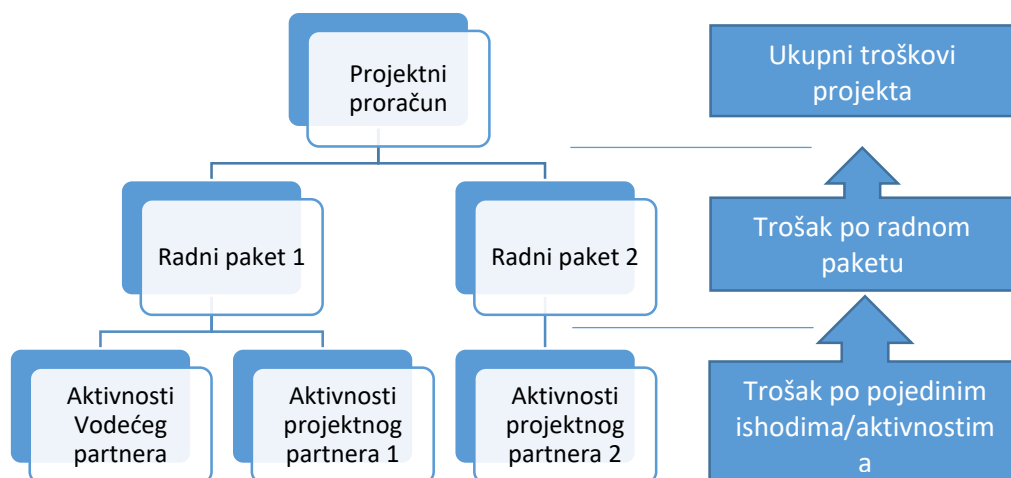 Projektni
proračun
Ukupni troškovi
projekta
Radni paket 1
Radni paket 2
Trošak po radnom
paketu
Aktivnosti
Vodećeg
partnera
Aktivnosti
projektnog
partnera 1
Aktivnosti
projektnog
partnera 2
Trošak po pojedinim
ishodima/aktivnostim
a